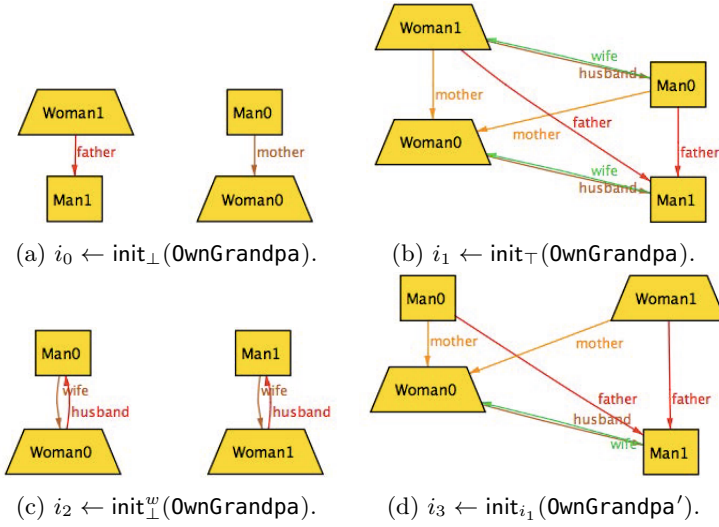 Woman1
father
Man1
Man0
mother
Woman0
(a) i₀ ← init⊥(OwnGrandpa).
Woman1
wife
husband
Man0
mother
mother
Woman0
father
father
wife
husband
Man1
(b) i₁ ← init⊤(OwnGrandpa).
Man0
wife
husband
Woman0
Man1
wife
husband
Woman1
(c) i₂ ← init⊥ʷ(OwnGrandpa).
Man0
Woman1
mother
mother
Woman0
father
father
husband
wife
Man1
(d) i₃ ← initᵢ₁(OwnGrandpa′).